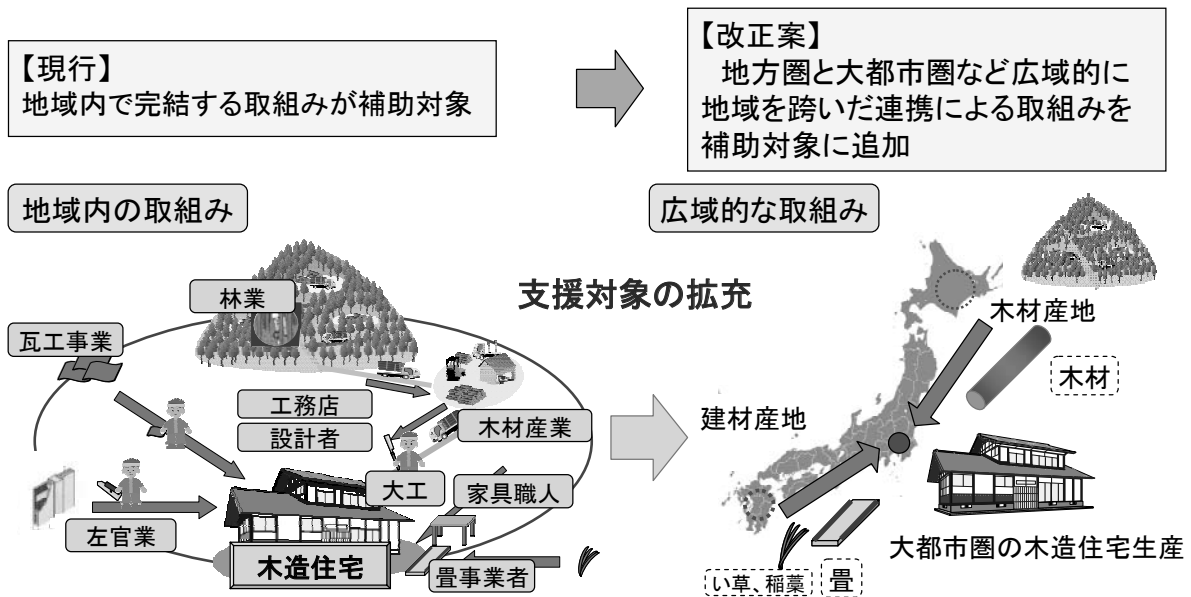 【現行】
地域内で完結する取組みが補助対象
【改正案】
地方圏と大都市圏など広域的に
地域を跨いだ連携による取組みを
補助対象に追加
地域内の取組み
広域的な取組み
支援対象の拡充
林業
瓦工事業
工務店
設計者
木材産業
大工
家具職人
左官業
木造住宅
畳事業者
木材産地
木材
建材産地
大都市圏の木造住宅生産
い草、稲藁
畳